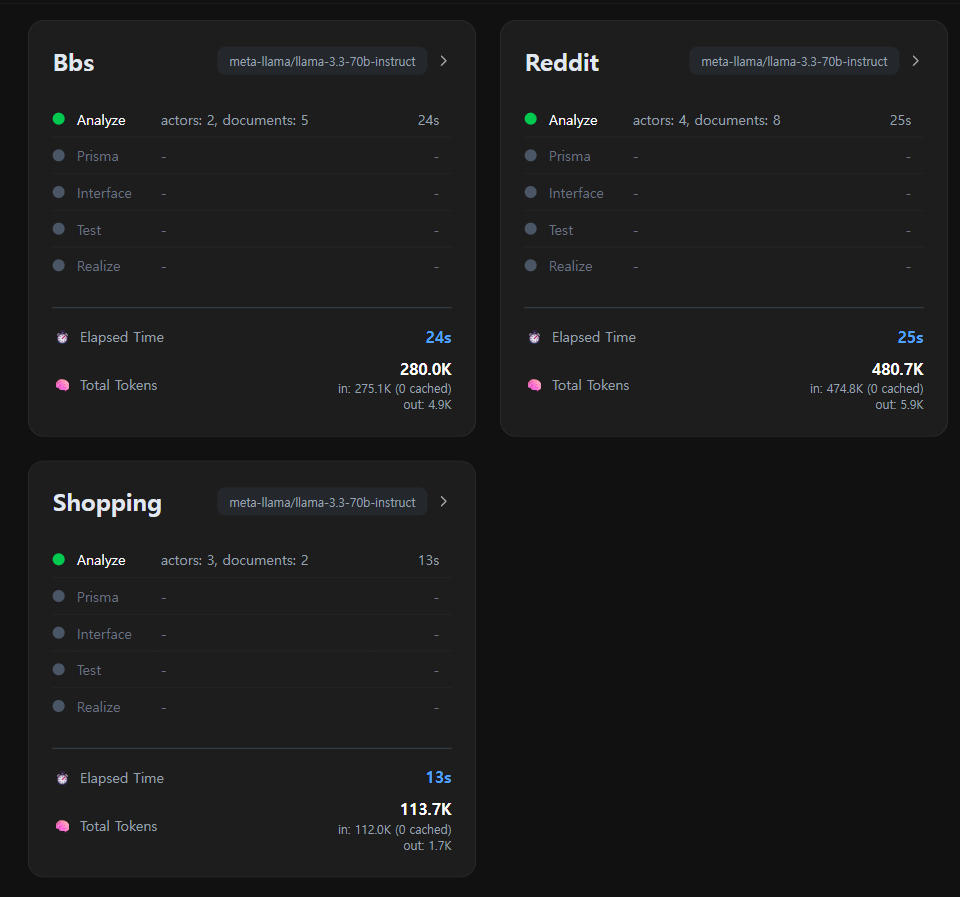 Bbs meta-llama/llama-3.3-70b-instruct
Analyze actors: 2, documents: 5 24s
Prisma - -
Interface - -
Test - -
Realize - -
Elapsed Time 24s
Total Tokens 280.0K
in: 275.1K (0 cached)
out: 4.9K
Reddit meta-llama/llama-3.3-70b-instruct
Analyze actors: 4, documents: 8 25s
Prisma - -
Interface - -
Test - -
Realize - -
Elapsed Time 25s
Total Tokens 480.7K
in: 474.8K (0 cached)
out: 5.9K
Shopping meta-llama/llama-3.3-70b-instruct
Analyze actors: 3, documents: 2 13s
Prisma - -
Interface - -
Test - -
Realize - -
Elapsed Time 13s
Total Tokens 113.7K
in: 112.0K (0 cached)
out: 1.7K